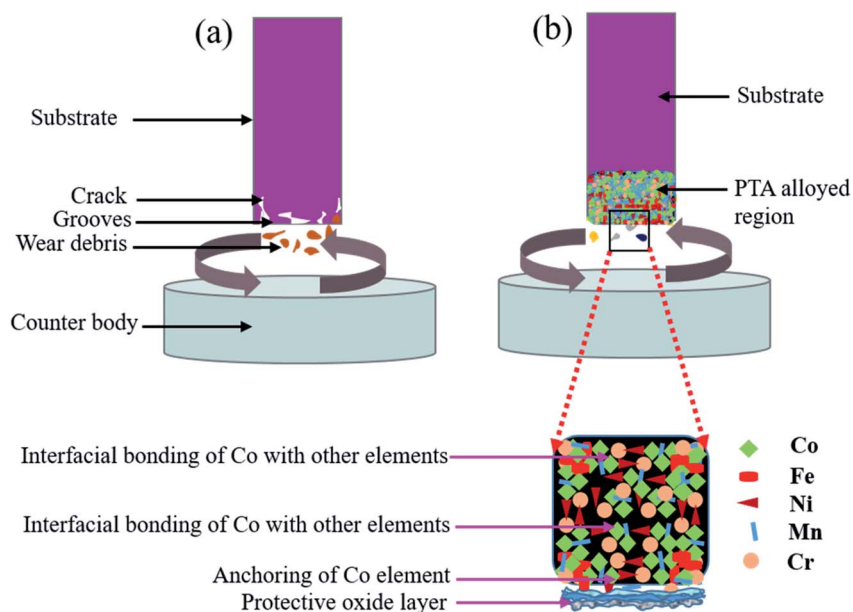 (a)
Substrate
Crack
Grooves
Wear debris
Counter body
(b)
Substrate
PTA alloyed
region
Interfacial bonding of Co with other elements
Interfacial bonding of Co with other elements
Anchoring of Co element
Protective oxide layer
Co
Fe
Ni
Mn
Cr